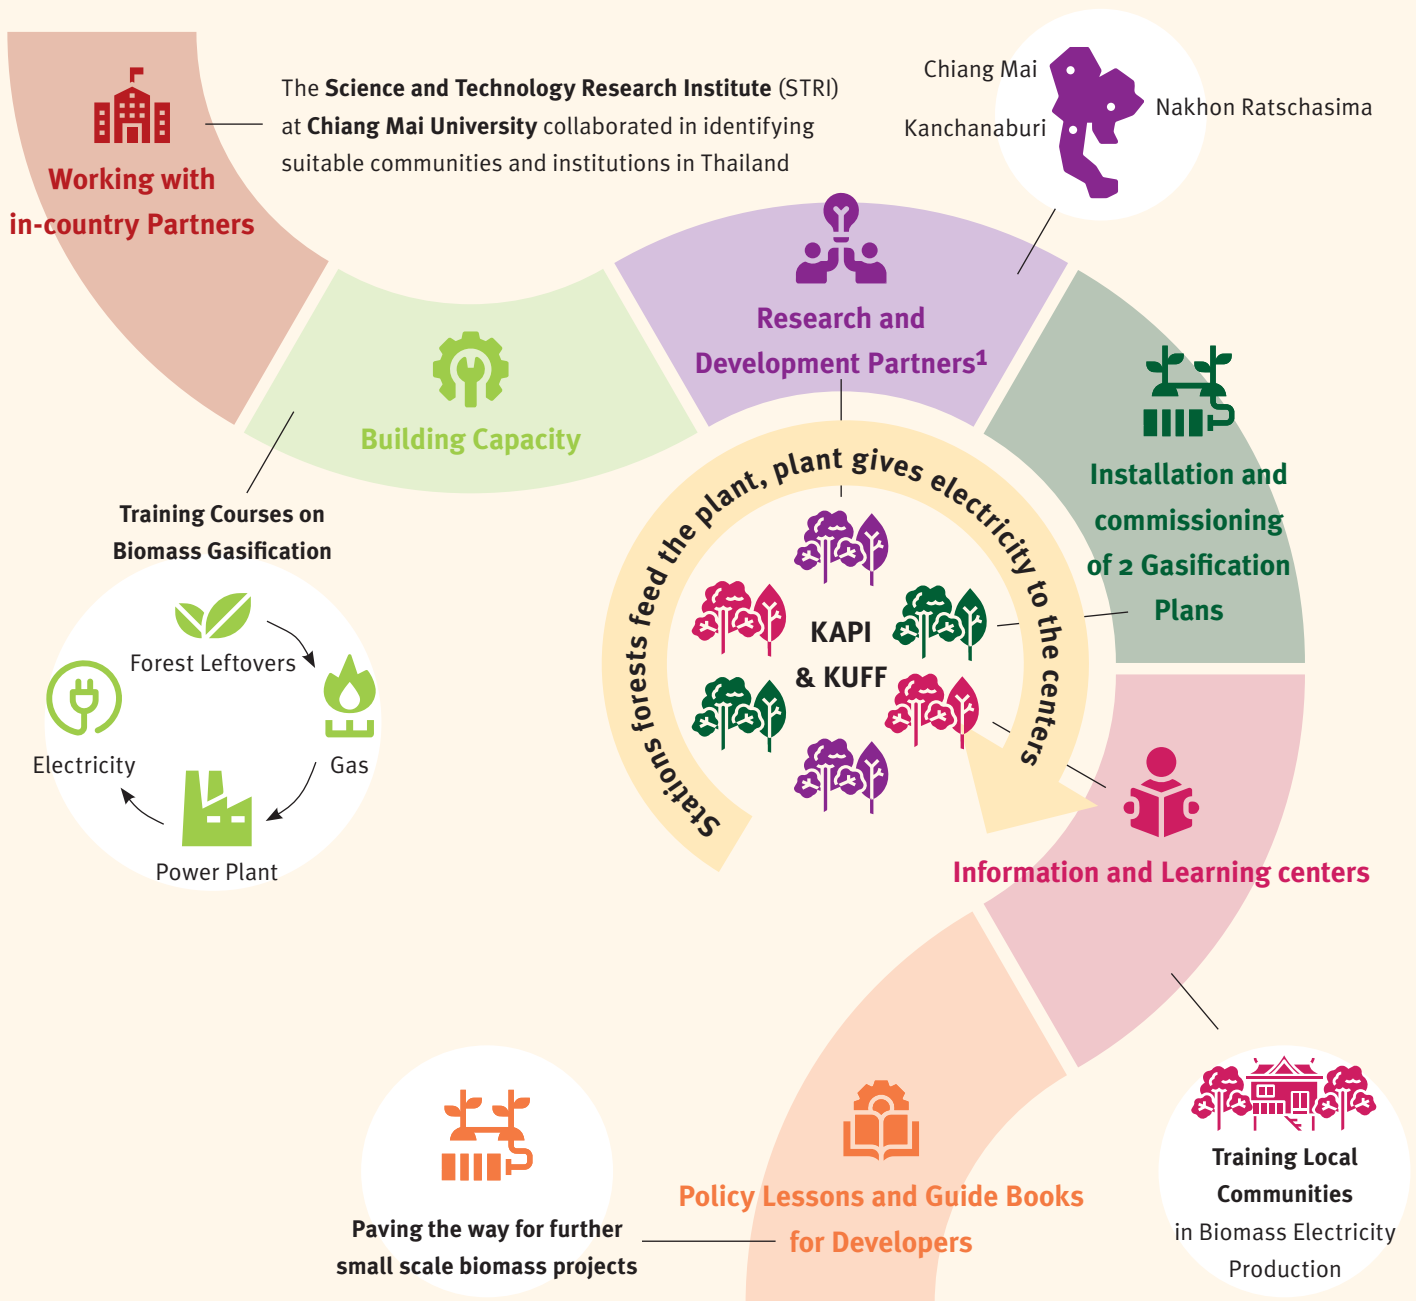 The Science and Technology Research Institute (STRI)
at Chiang Mai University collaborated in identifying
suitable communities and institutions in Thailand
Working with
in-country Partners
Chiang Mai
Kanchanaburi
Nakhon Ratschasima
Research and
Development Partners¹
Building Capacity
Training Courses on
Biomass Gasification
Forest Leftovers
Gas
Power Plant
Electricity
Installation and
commissioning
of 2 Gasification
Plans
Stations forests feed the plant, plant gives electricity to the centers
KAPI
& KUFF
Information and Learning centers
Training Local
Communities
in Biomass Electricity
Production
Policy Lessons and Guide Books
for Developers
Paving the way for further
small scale biomass projects